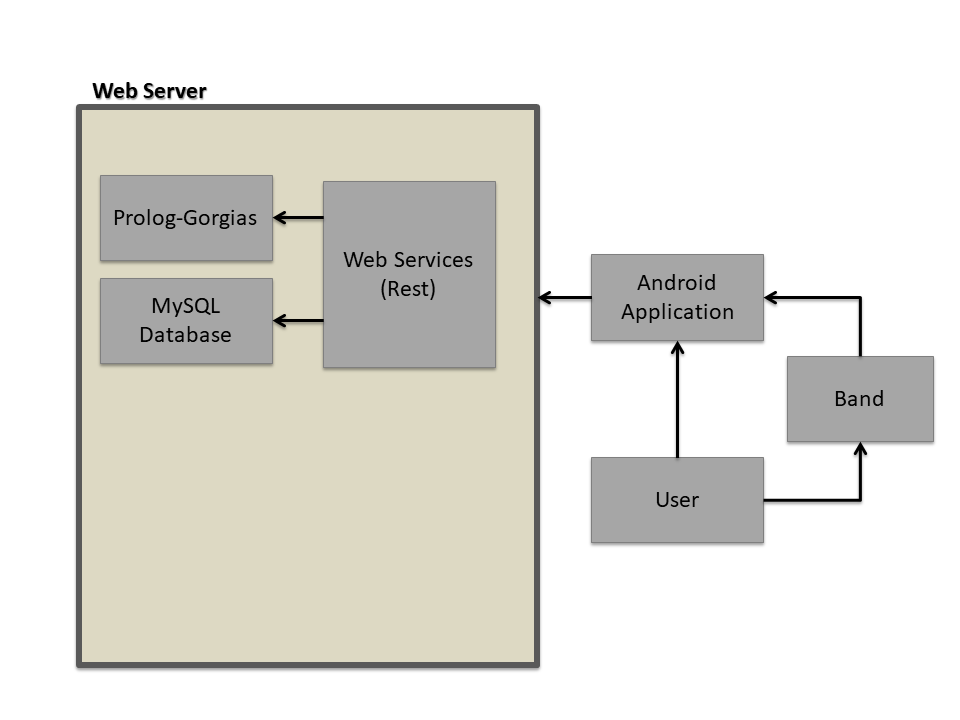 Web Server
Prolog-Gorgias
Web Services
(Rest)
MySQL
Database
Android
Application
Band
User